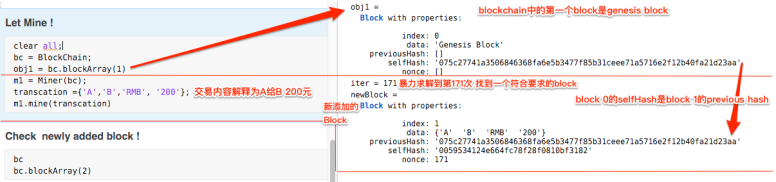 Let Mine !
clear all;
bc = BlockChain;
obj1 = bc.blockArray(1)
m1 = Miner(bc);
transcation ={'A','B','RMB', '200'};
交易内容解释为A给B 200元
m1.mine(transcation)
新添加的
Block
Check newly added block !
bc
bc.blockArray(2)
obj1 =
blockchain中的第一个block是genesis block
Block with properties:
index: 0
data: 'Genesis Block'
previousHash: []
selfHash: '075c27741a3506846368fa6e5b3477f85b31ceee71a5716e2f12b40fa21d23aa'
nonce: []
iter = 171
暴力求解到第171次 找到一个符合要求的block
newBlock =
block 0的selfHash是block 1的previous hash
Block with properties:
index: 1
data: {'A' 'B' 'RMB' '200'}
previousHash: '075c27741a3506846368fa6e5b3477f85b31ceee71a5716e2f12b40fa21d23aa'
selfHash: '0059534124e664fc78f28f0810bf3182'
nonce: 171